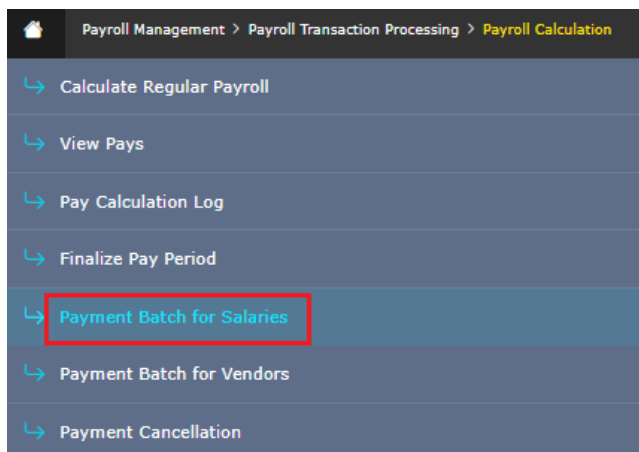 Payroll Management > Payroll Transaction Processing > Payroll Calculation
Calculate Regular Payroll
View Pays
Pay Calculation Log
Finalize Pay Period
Payment Batch for Salaries
Payment Batch for Vendors
Payment Cancellation